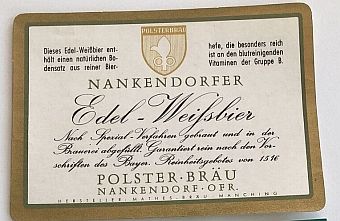 POLSTERBRÄU
Dieses Edel-Weißbier ent-
hält einen natürlichen Bo-
densatz aus reiner Bier-
hefe, die besonders reich
ist an den blutreinigenden
Vitaminen der Gruppe B.
NANKENDORFER
Edel-Weißbier
Nach Spezial-Verfahren gebraut und in der
Brauerei abgefüllt. Garantiert rein nach den Vor-
schriften des Bayer. Reinheitsgebotes von 1516
POLSTER-BRÄU
NANKENDORF-OFR.
HERSTELLER: MATHES-BRÄU, MANCHING